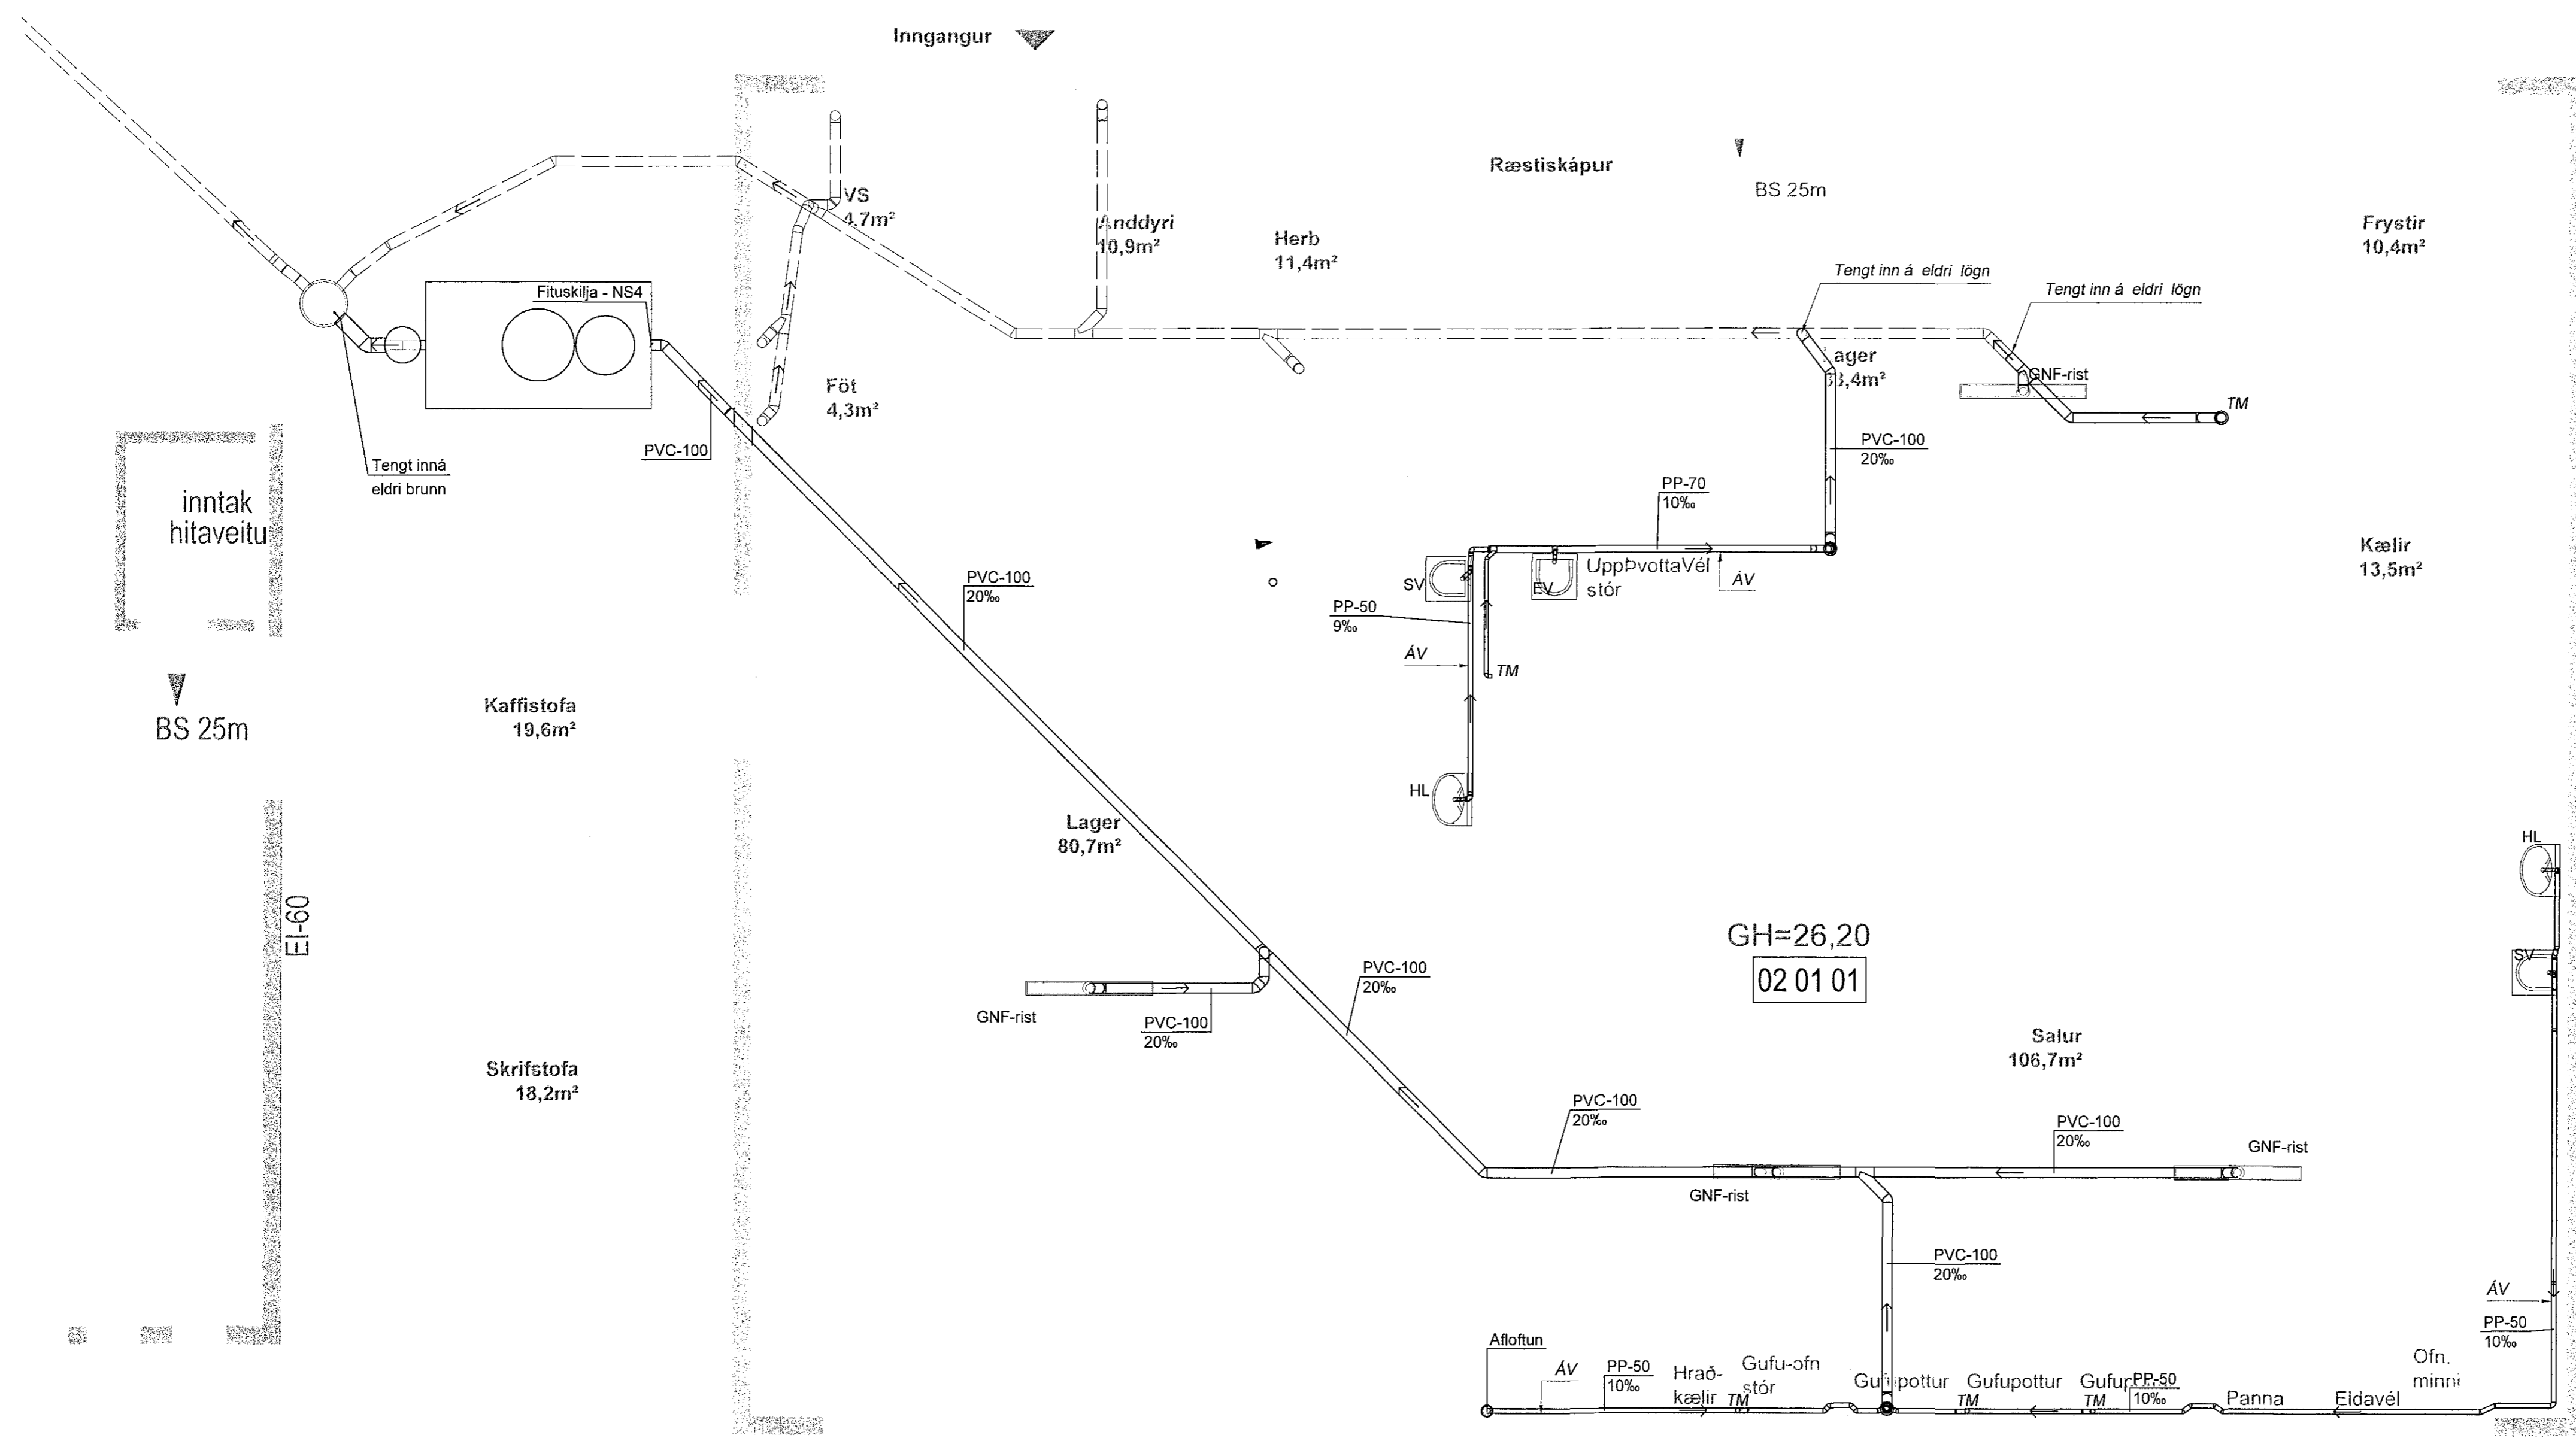 Inngangur
Ræstiskápur
BS 25m
VS
4,7m²
Anddyri
10,9m²
Herb
11,4m²
Frystir
10,4m²
Tengt inn á eldri lögn
Tengt inn á eldri lögn
Fituskilja - NS4
Föt
4,3m²
GNF-rist
TM
PVC-100
PVC-100
20‰
Tengt inná
eldri brunn
inntak
hitaveitu
PP-70
10‰
Kælir
13,5m²
PVC-100
20‰
SV
EV
UppÞvottaVél
stór
ÁV
PP-50
9‰
ÁV
TM
Kaffistofa
19,6m²
BS 25m
HL
Lager
80,7m²
HL
EI-60
GH=26,20
02 01 01
SV
PVC-100
20‰
GNF-rist
PVC-100
20‰
Salur
106,7m²
Skrifstofa
18,2m²
PVC-100
20‰
PVC-100
20‰
GNF-rist
GNF-rist
PVC-100
20‰
ÁV
PP-50
10‰
Afloftun
ÁV
PP-50
10‰
Hrað-
kælir
Gufu-ofn
stór
TM
Gufupottur
Gufupottur
TM
TM
PP-50
10‰
Panna
Eldavél
Ofn.
minni